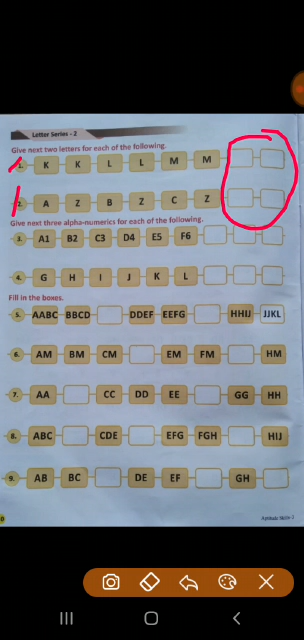 Letter Series - 2
Give next two letters for each of the following.
1. K K L L M M
2. A Z B Z C Z
Give next three alpha-numerics for each of the following.
3. A1 B2 C3 D4 E5 F6
4. G H I J K L
Fill in the boxes.
5. AABC BBCD DDEF EEFG HHIJ JJKL
6. AM BM CM EM FM HM
7. AA CC DD EE GG HH
8. ABC CDE EFG FGH HIJ
9. AB BC DE EF GH
Aptitude Skills-2